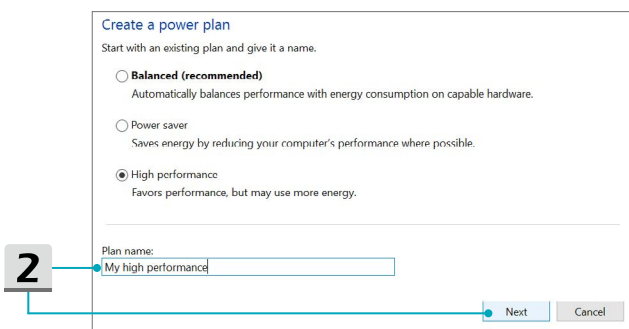 Create a power plan
Start with an existing plan and give it a name.
Balanced (recommended)
Automatically balances performance with energy consumption on capable hardware.
Power saver
Saves energy by reducing your computer's performance where possible.
High performance
Favors performance, but may use more energy.
Plan name:
My high performance
2
Next
Cancel